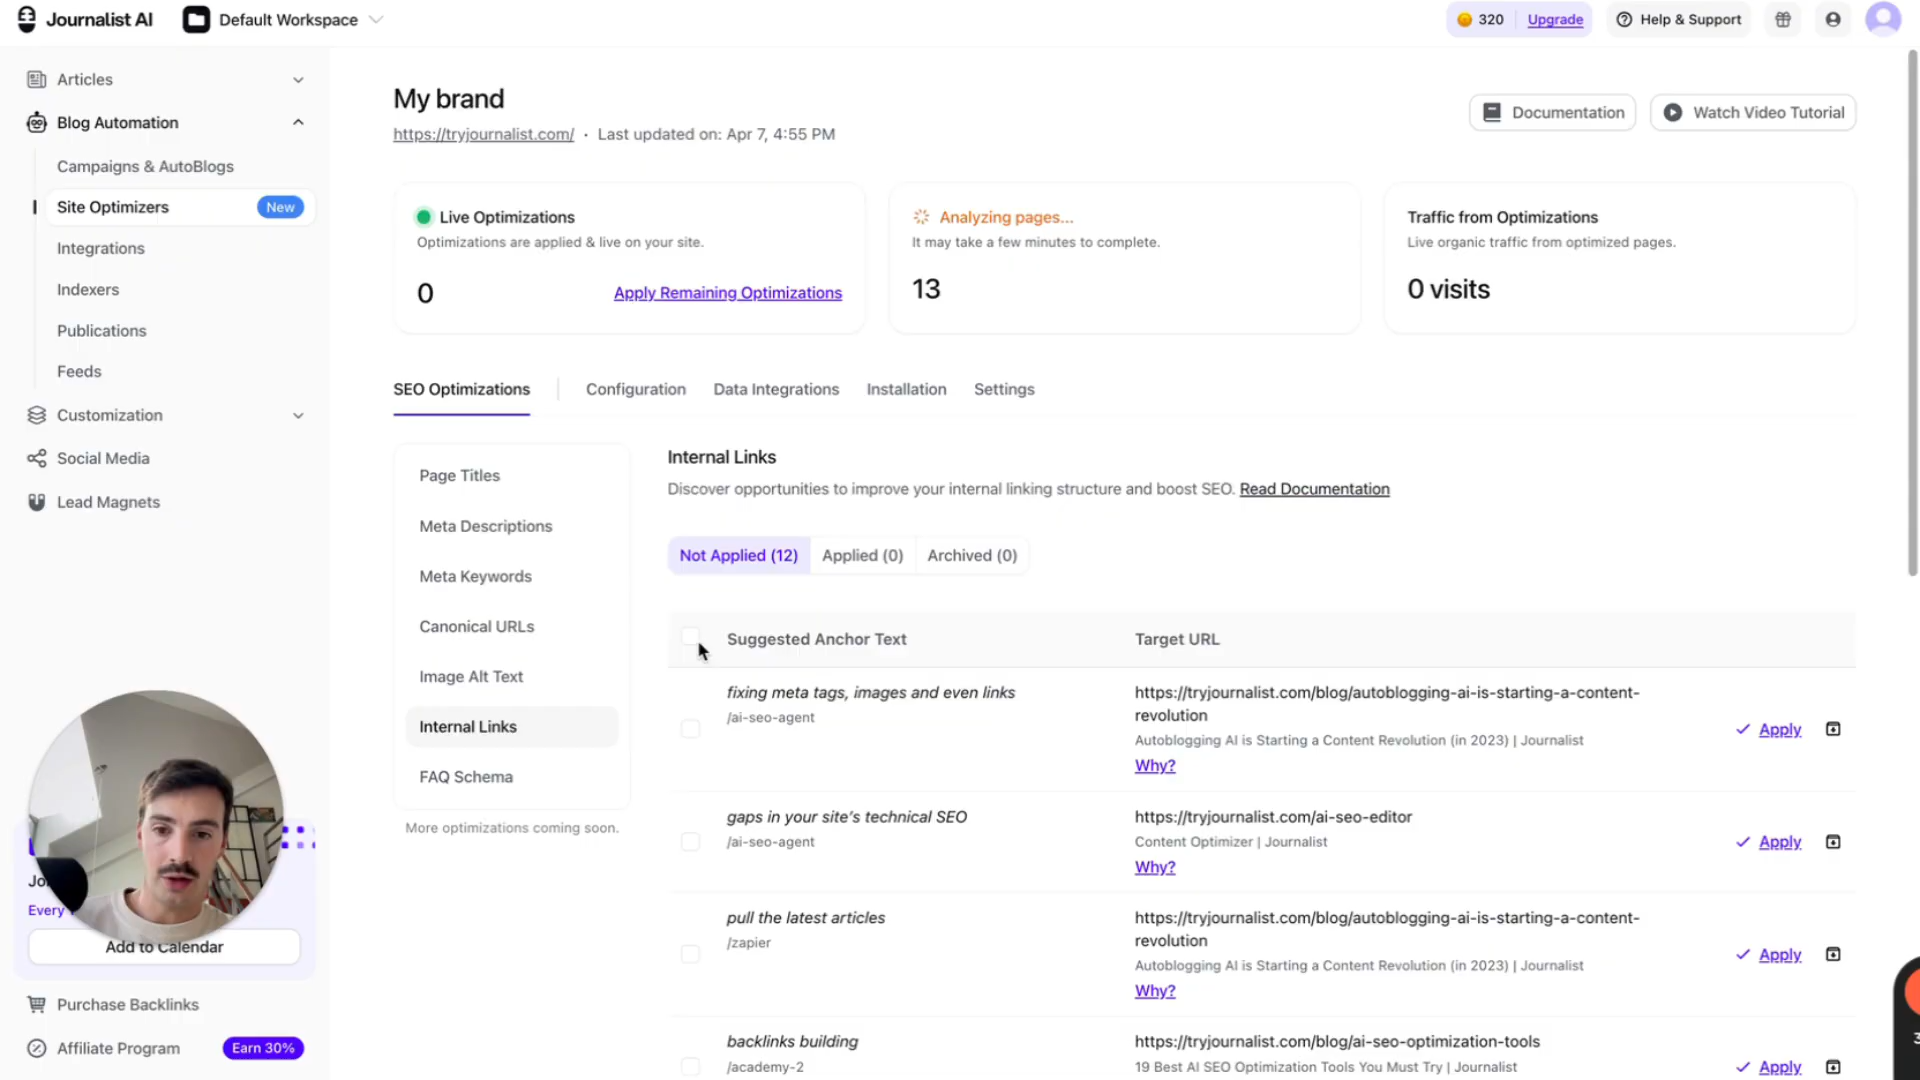 Journalist AI
Default Workspace
320
Upgrade
Help & Support
Articles
Blog Automation
Campaigns & AutoBlogs
Site Optimizers
New
Integrations
Indexers
Publications
Feeds
Customization
Social Media
Lead Magnets
Jo
Every
Add to Calendar
Purchase Backlinks
Affiliate Program
Earn 30%
My brand
https://tryjournalist.com/ · Last updated on: Apr 7, 4:55 PM
Documentation
Watch Video Tutorial
Live Optimizations
Optimizations are applied & live on your site.
0
Apply Remaining Optimizations
Analyzing pages...
It may take a few minutes to complete.
13
Traffic from Optimizations
Live organic traffic from optimized pages.
0 visits
SEO Optimizations
Configuration
Data Integrations
Installation
Settings
Page Titles
Meta Descriptions
Meta Keywords
Canonical URLs
Image Alt Text
Internal Links
FAQ Schema
More optimizations coming soon.
Internal Links
Discover opportunities to improve your internal linking structure and boost SEO. Read Documentation
Not Applied (12)
Applied (0)
Archived (0)
Suggested Anchor Text
Target URL
fixing meta tags, images and even links
/ai-seo-agent
https://tryjournalist.com/blog/autoblogging-ai-is-starting-a-content-
revolution
Autoblogging AI is Starting a Content Revolution (in 2023) | Journalist
Why?
Apply
gaps in your site's technical SEO
/ai-seo-agent
https://tryjournalist.com/ai-seo-editor
Content Optimizer | Journalist
Why?
Apply
pull the latest articles
/zapier
https://tryjournalist.com/blog/autoblogging-ai-is-starting-a-content-
revolution
Autoblogging AI is Starting a Content Revolution (in 2023) | Journalist
Why?
Apply
backlinks building
/academy-2
https://tryjournalist.com/blog/ai-seo-optimization-tools
19 Best AI SEO Optimization Tools You Must Try | Journalist
Apply